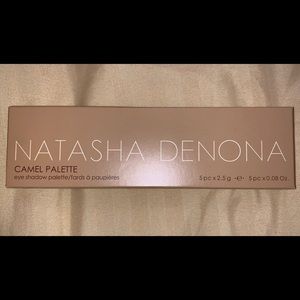 NATASHA DENONA
CAMEL PALETTE
eye shadow palette/fards à paupières 5 pc x 2.5 g ℮ 5 pc x 0.08 Oz.